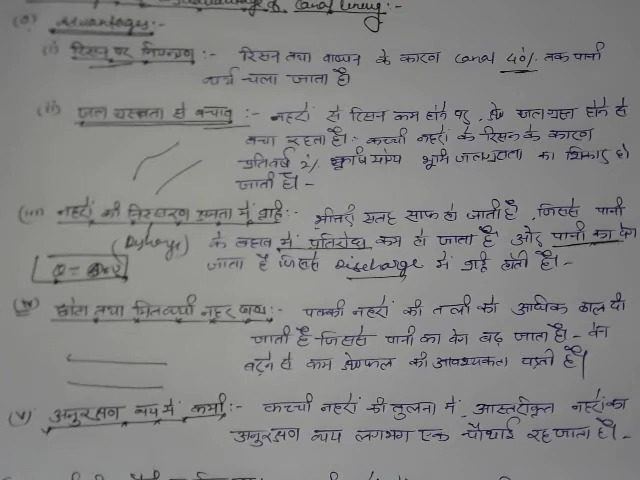 & Canal Lining :-
(a) Advantages :-
(i) रिसन पर नियन्त्रण :- रिसन तथा वाष्पन के कारण Canal 40% तक पानी
व्यर्थ चला जाता है
(ii) जल ग्रस्तता से बचाव :- नहरों से रिसन कम होने पर, जलग्रस्त होने से
बचा रहता है। कच्ची नहरों के रिसन के कारण
प्रतिवर्ष 2% कृषि योग्य भूमि जलग्रस्तता का शिकार हो
जाती है। -
(iii) नहरों की निस्सरण क्षमता में वृद्धि :- भीतरी सतह साफ हो जाती है, जिससे पानी
(Discharge) के बहाव में प्रतिरोध कम हो जाता है और पानी का वेग
जाता है जिससे Discharge में वृद्धि होती है। -
Q =
(iv) छोटा तथा मितव्ययी नहर काट :- पक्की नहरों की तली को अधिक ढाल दी
जाती है जिससे पानी का वेग बढ़ जाता है। - वेग
बढ़ने से कम क्षेत्रफल की आवश्यकता पड़ती है।
(v) अनुरक्षण व्यय में कमी :- कच्ची नहरों की तुलना में आस्तरीकृत नहरों का
अनुरक्षण व्यय लगभग एक चौथाई रह जाता है। -